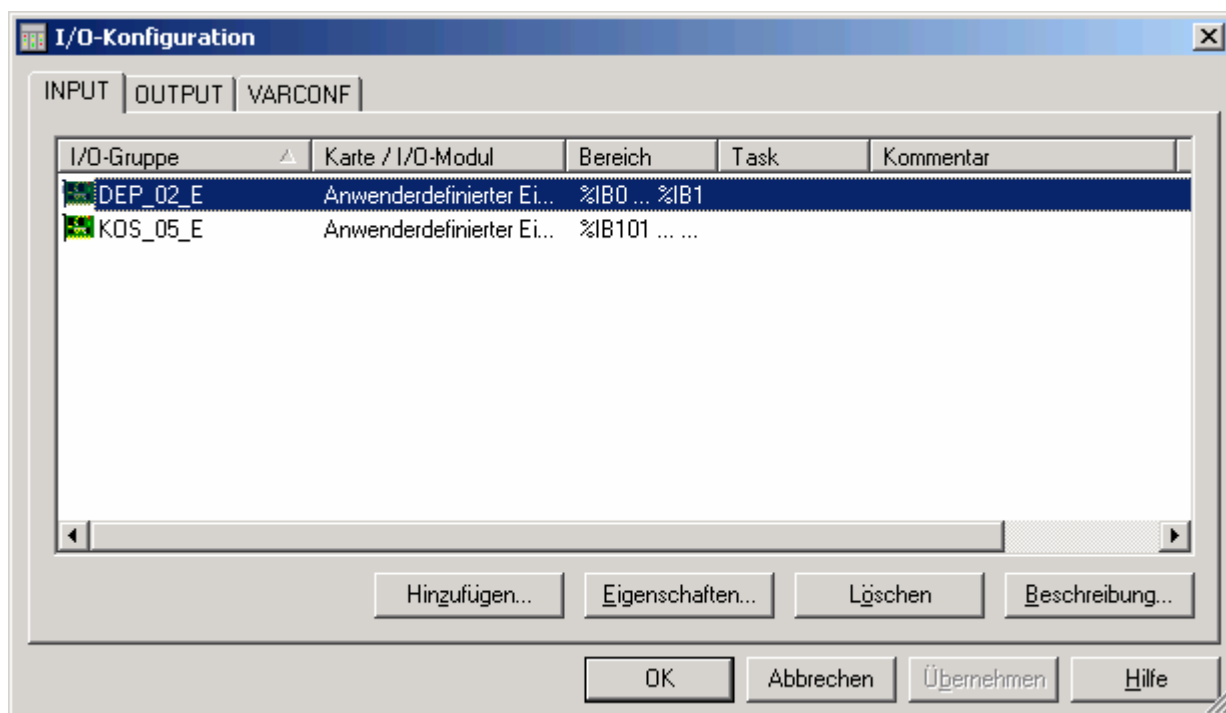 I/O-Konfiguration
INPUT OUTPUT VARCONF
I/O-Gruppe Karte / I/O-Modul Bereich Task Kommentar
DEP_02_E Anwenderdefinierter Ei... %IB0 ... %IB1
KOS_05_E Anwenderdefinierter Ei... %IB101 ... ...
Hinzufügen... Eigenschaften... Löschen Beschreibung...
OK Abbrechen Übernehmen Hilfe